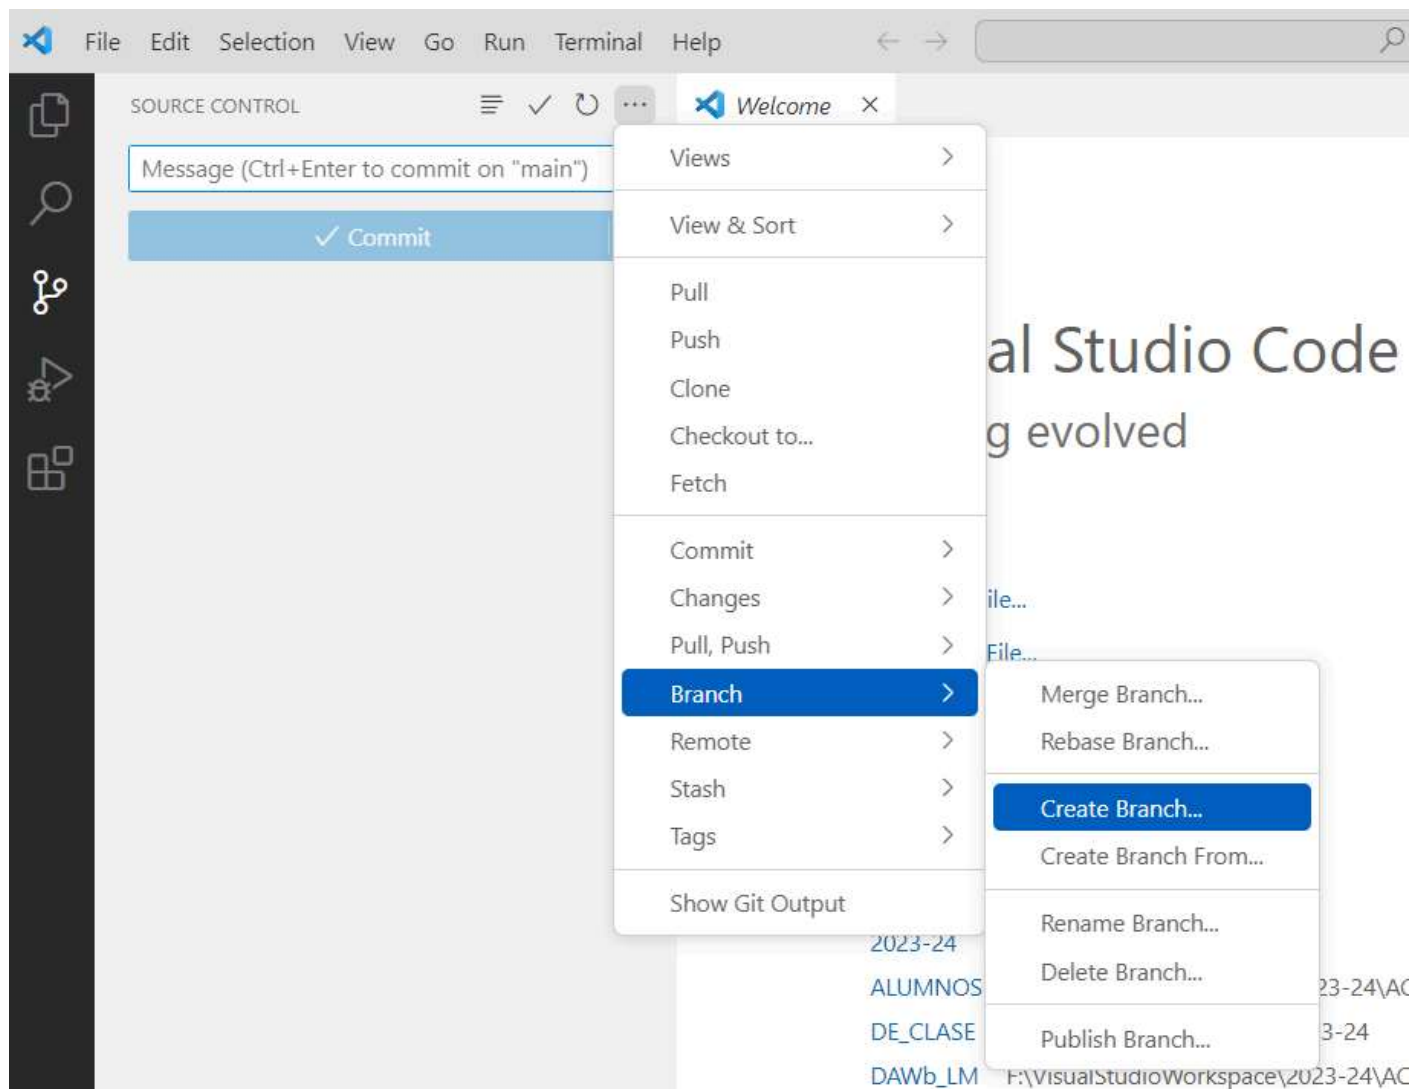 File Edit Selection View Go Run Terminal Help
SOURCE CONTROL
Welcome
Message (Ctrl+Enter to commit on "main")
Commit
Views
View & Sort
Pull
Push
Clone
Checkout to...
Fetch
Commit
Changes
Pull, Push
Branch
Remote
Stash
Tags
Show Git Output
Merge Branch...
Rebase Branch...
Create Branch...
Create Branch From...
Rename Branch...
Delete Branch...
Publish Branch...
al Studio Code
g evolved
ile...
File...
2023-24
ALUMNOS 23-24\AC
DE_CLASE 3-24
DAWb_LM F:\VisualStudioWorkspace\2023-24\AC